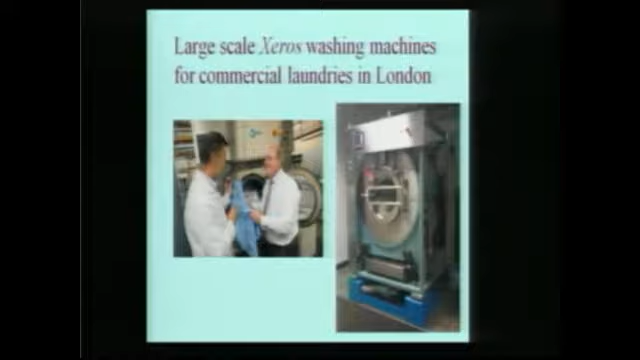 Large scale Xeros washing machines
for commercial laundries in London